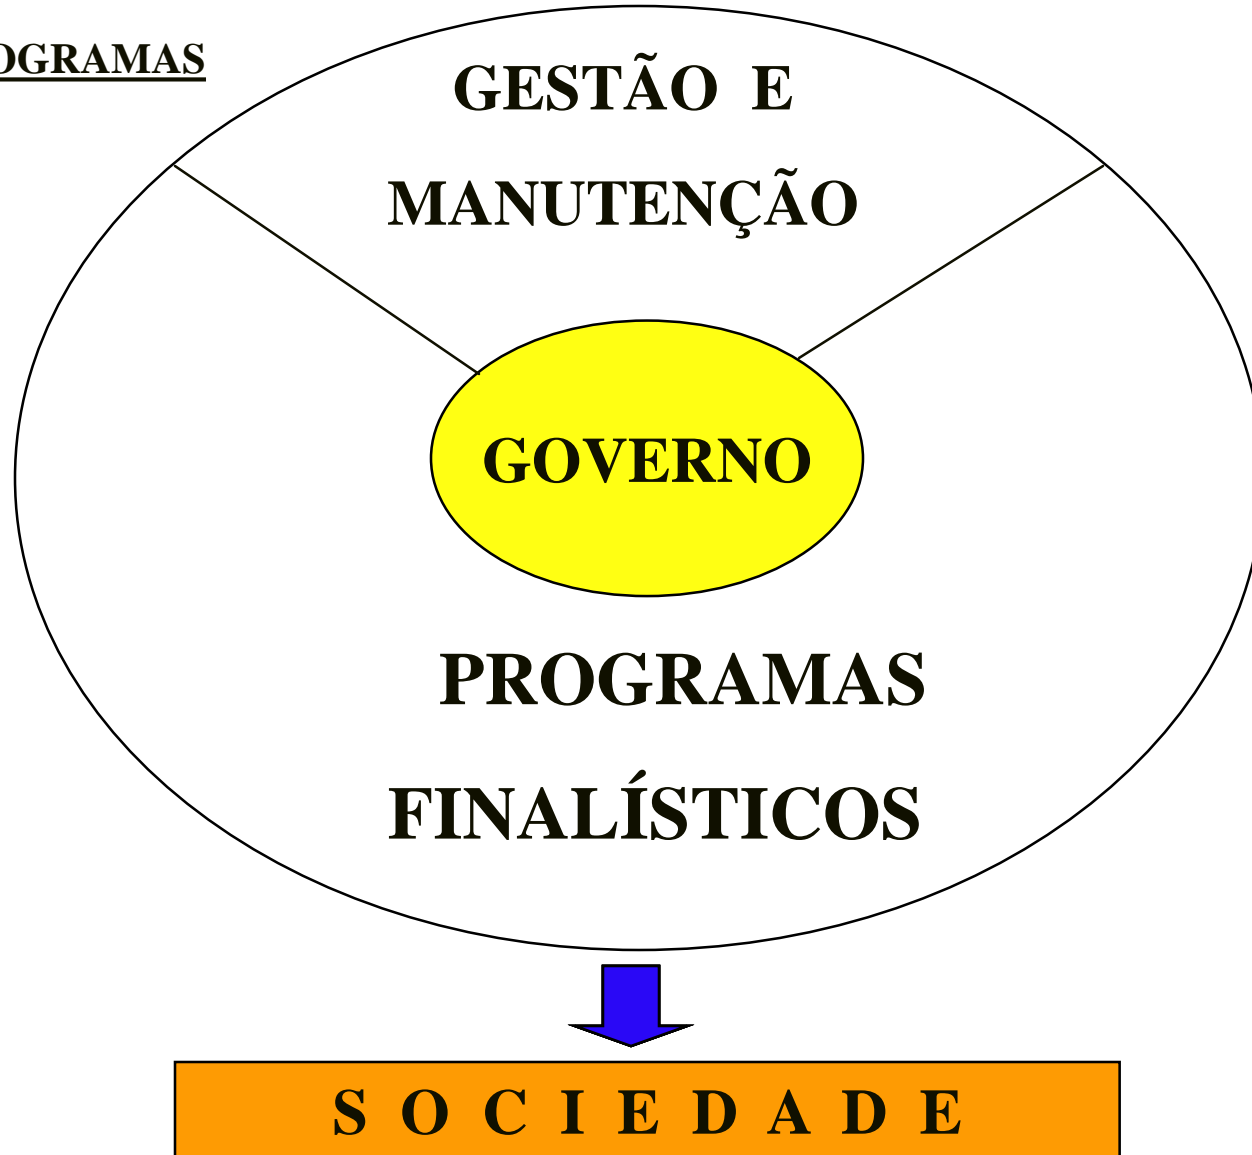 OGRAMAS
GESTÃO E
MANUTENÇÃO
GOVERNO
PROGRAMAS
FINALÍSTICOS
S O C I E D A D E